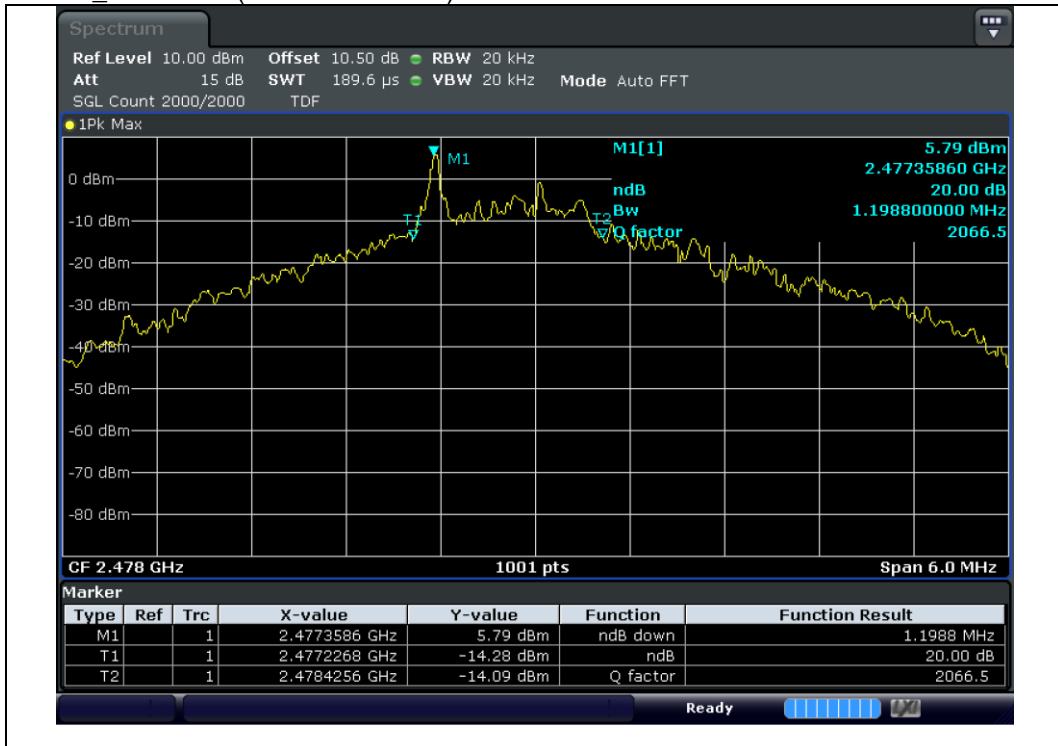 Spectrum
Ref Level 10.00 dBm Offset 10.50 dB RBW 20 kHz
Att 15 dB SWT 189.6 µs VBW 20 kHz Mode Auto FFT
SGL Count 2000/2000 TDF
1Pk Max
M1
M1[1] 5.79 dBm
2.47735860 GHz
0 dBm
ndB 20.00 dB
T1
T2
Bw 1.198800000 MHz
-10 dBm
Q factor 2066.5
-20 dBm
-30 dBm
-40 dBm
-50 dBm
-60 dBm
-70 dBm
-80 dBm
CF 2.478 GHz 1001 pts Span 6.0 MHz
Marker
Type Ref Trc X-value Y-value Function Function Result
M1 1 2.4773586 GHz 5.79 dBm ndB down 1.1988 MHz
T1 1 2.4772268 GHz -14.28 dBm ndB 20.00 dB
T2 1 2.4784256 GHz -14.09 dBm Q factor 2066.5
Ready